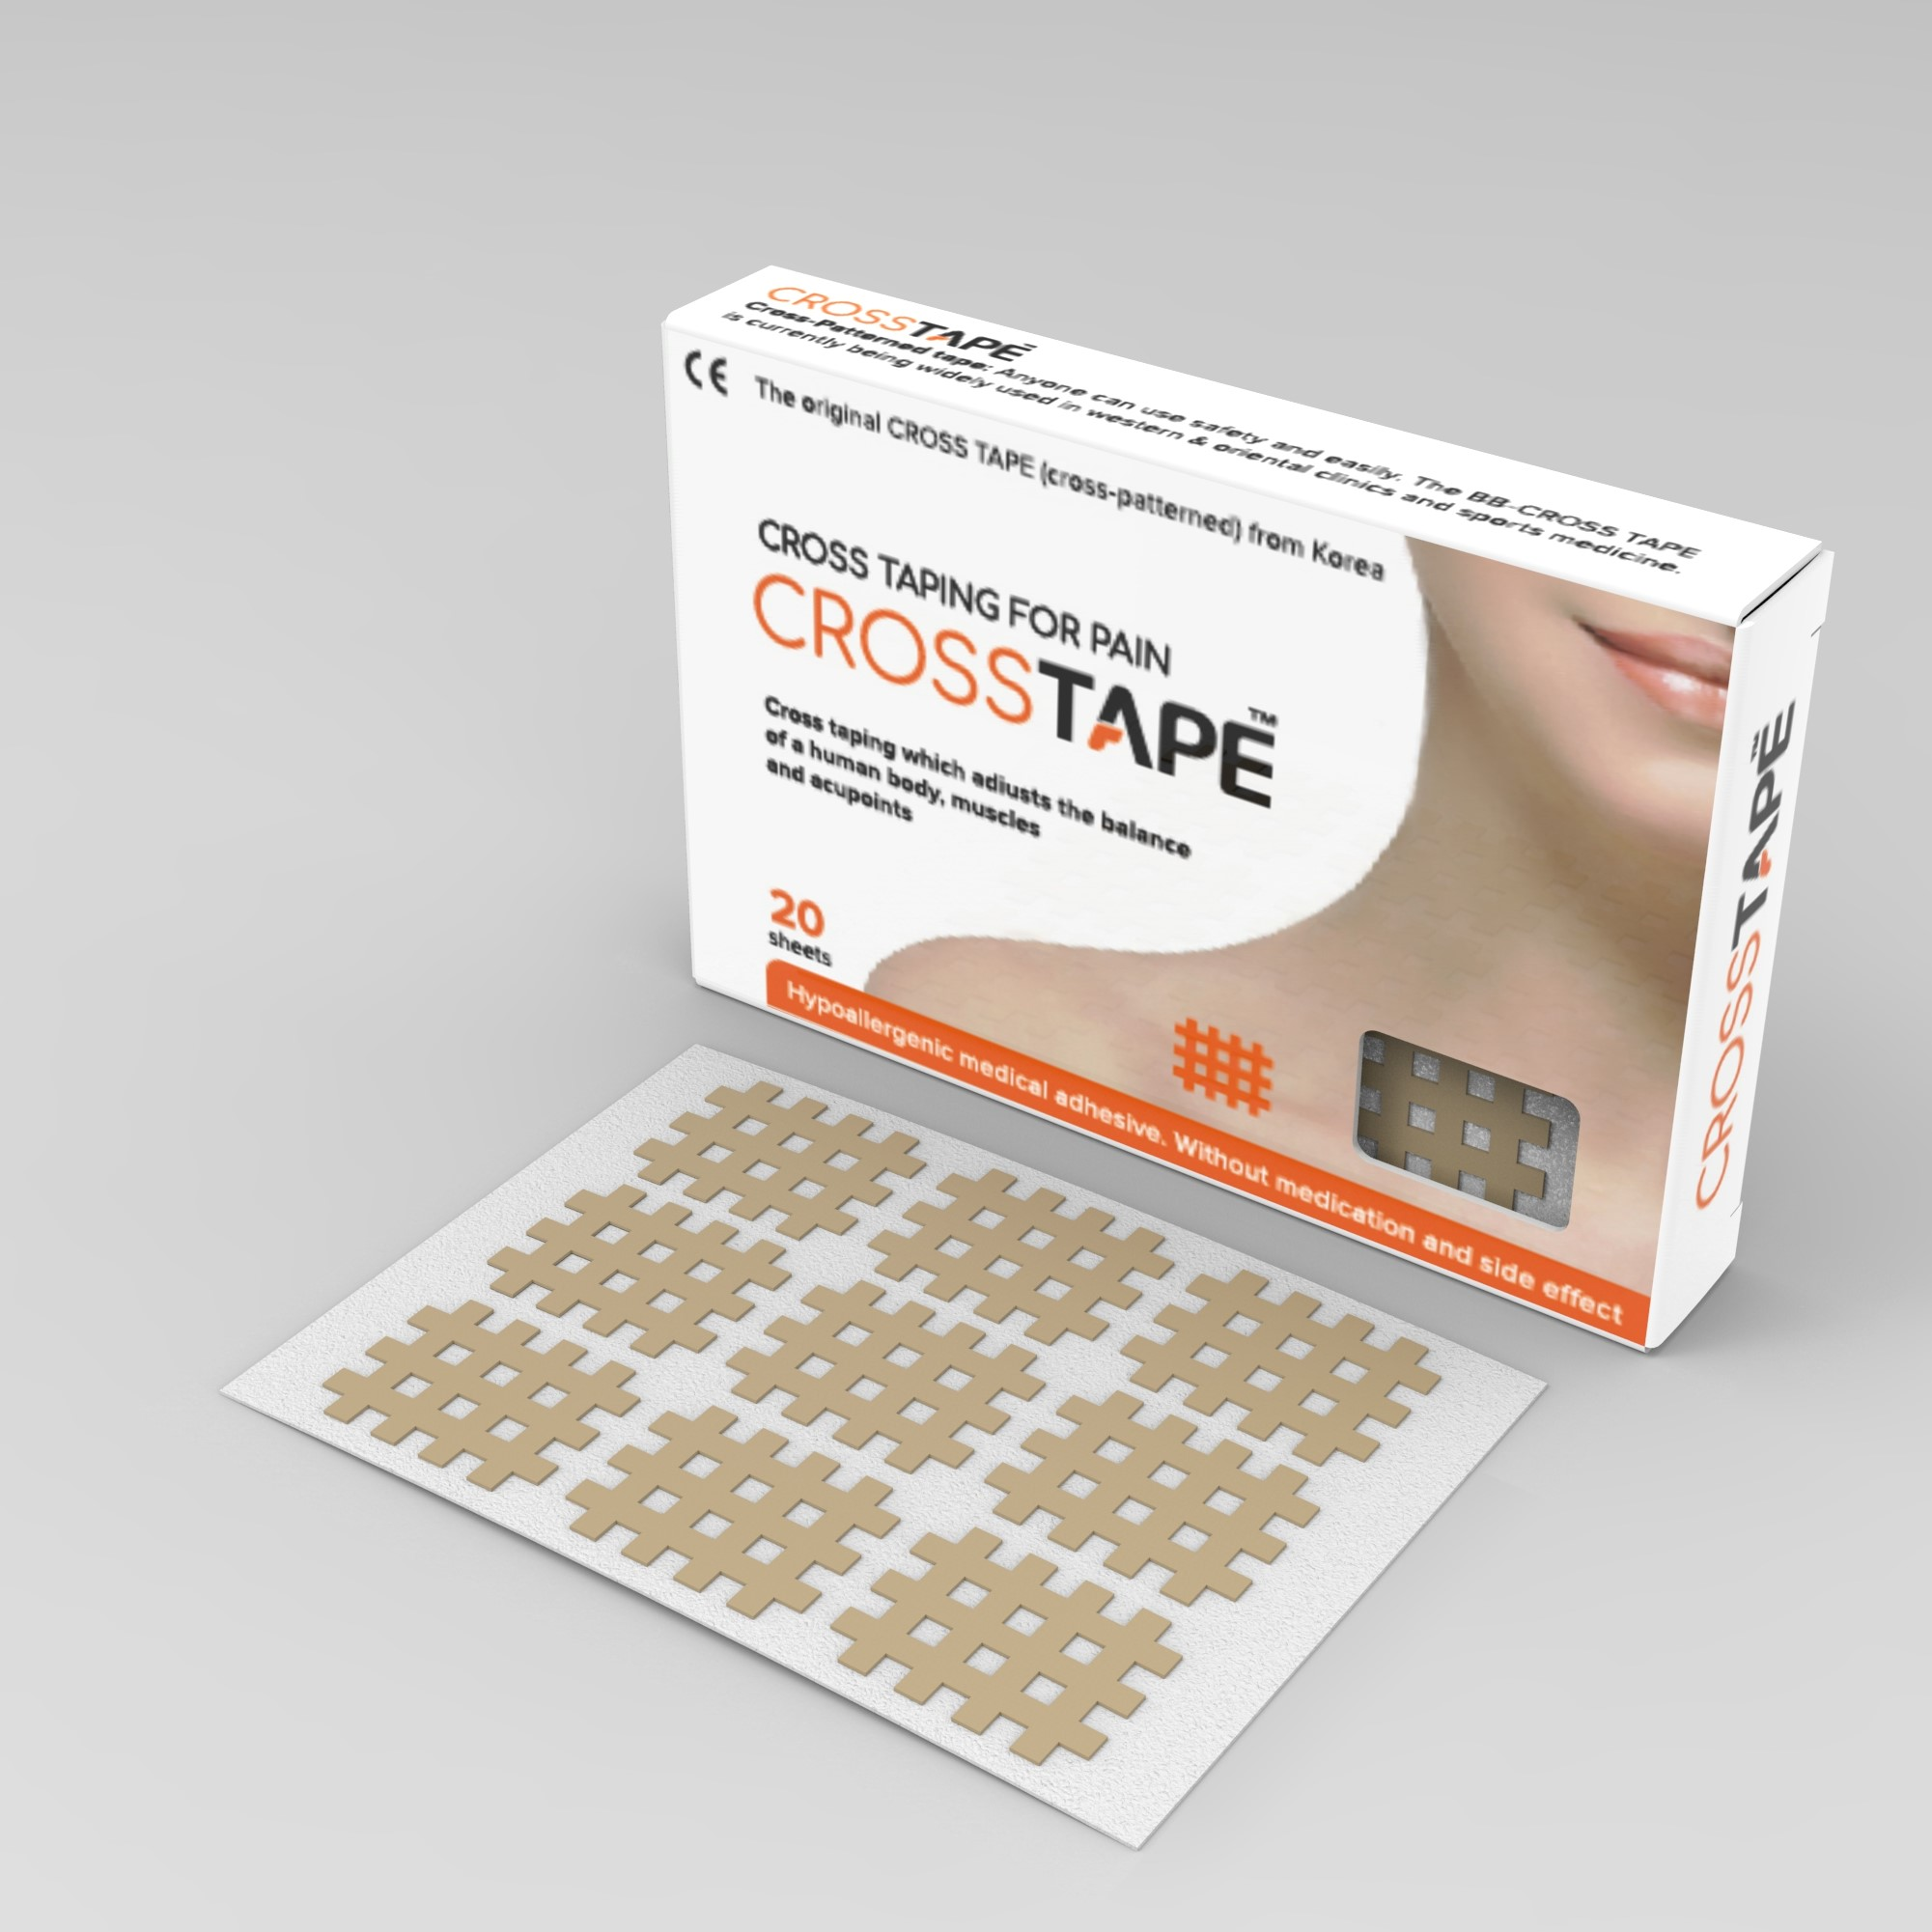 CROSSTAPE™
Cross-Patterned tape: Anyone can use safety and easily. The BB-CROSS TAPE
is currently being widely used in western & oriental clinics and sports medicine.
CE
The original CROSS TAPE (cross-patterned) from Korea
CROSS TAPING FOR PAIN
CROSSTAPE™
Cross taping which adiusts the balance
of a human body, muscles
and acupoints
20
sheets
Hypoallergenic medical adhesive. Without medication and side effect
CROSSTAPE™